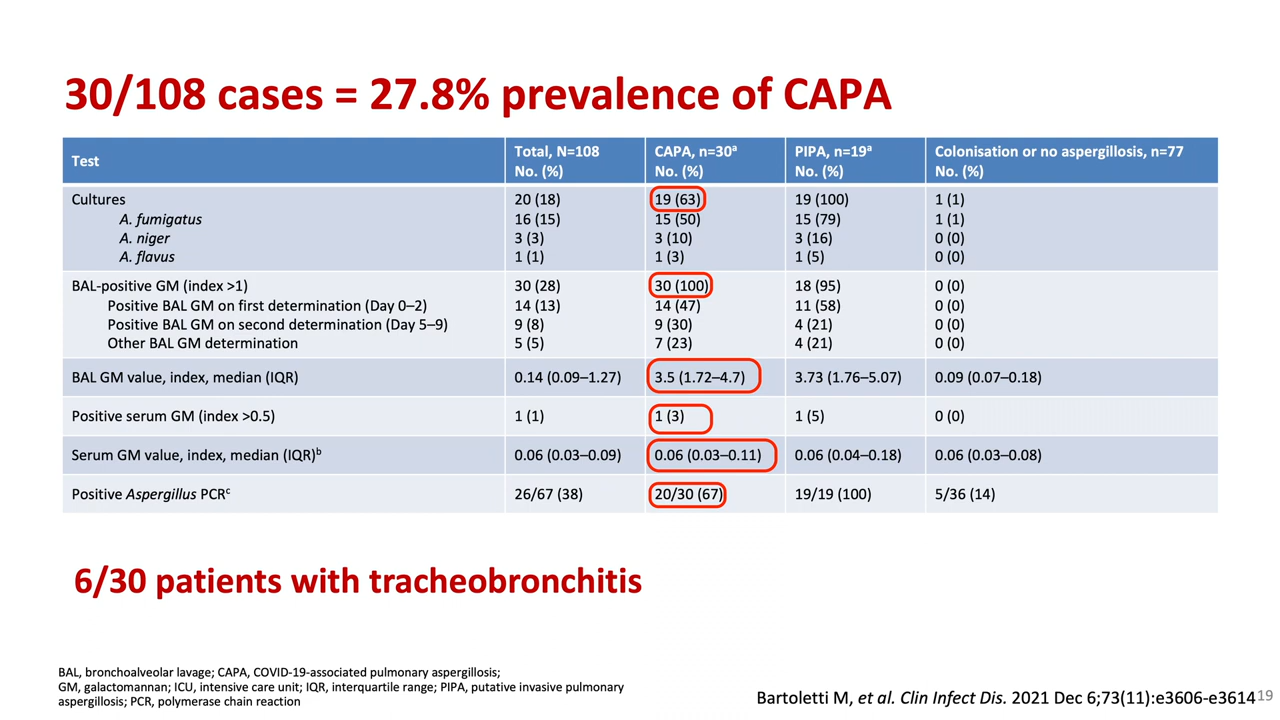 30/108 cases = 27.8% prevalence of CAPA
Test Total, N=108 No. (%) CAPA, n=30a No. (%) PIPA, n=19a No. (%) Colonisation or no aspergillosis, n=77 No. (%)
Cultures 20 (18) 19 (63) 19 (100) 1 (1)
A. fumigatus 16 (15) 15 (50) 15 (79) 1 (1)
A. niger 3 (3) 3 (10) 3 (16) 0 (0)
A. flavus 1 (1) 1 (3) 1 (5) 0 (0)
BAL-positive GM (index >1) 30 (28) 30 (100) 18 (95) 0 (0)
Positive BAL GM on first determination (Day 0–2) 14 (13) 14 (47) 11 (58) 0 (0)
Positive BAL GM on second determination (Day 5–9) 9 (8) 9 (30) 4 (21) 0 (0)
Other BAL GM determination 5 (5) 7 (23) 4 (21) 0 (0)
BAL GM value, index, median (IQR) 0.14 (0.09–1.27) 3.5 (1.72–4.7) 3.73 (1.76–5.07) 0.09 (0.07–0.18)
Positive serum GM (index >0.5) 1 (1) 1 (3) 1 (5) 0 (0)
Serum GM value, index, median (IQR)b 0.06 (0.03–0.09) 0.06 (0.03–0.11) 0.06 (0.04–0.18) 0.06 (0.03–0.08)
Positive Aspergillus PCRc 26/67 (38) 20/30 (67) 19/19 (100) 5/36 (14)
6/30 patients with tracheobronchitis
BAL, bronchoalveolar lavage; CAPA, COVID-19-associated pulmonary aspergillosis;
GM, galactomannan; ICU, intensive care unit; IQR, interquartile range; PIPA, putative invasive pulmonary
aspergillosis; PCR, polymerase chain reaction
Bartoletti M, et al. Clin Infect Dis. 2021 Dec 6;73(11):e3606-e3614
19